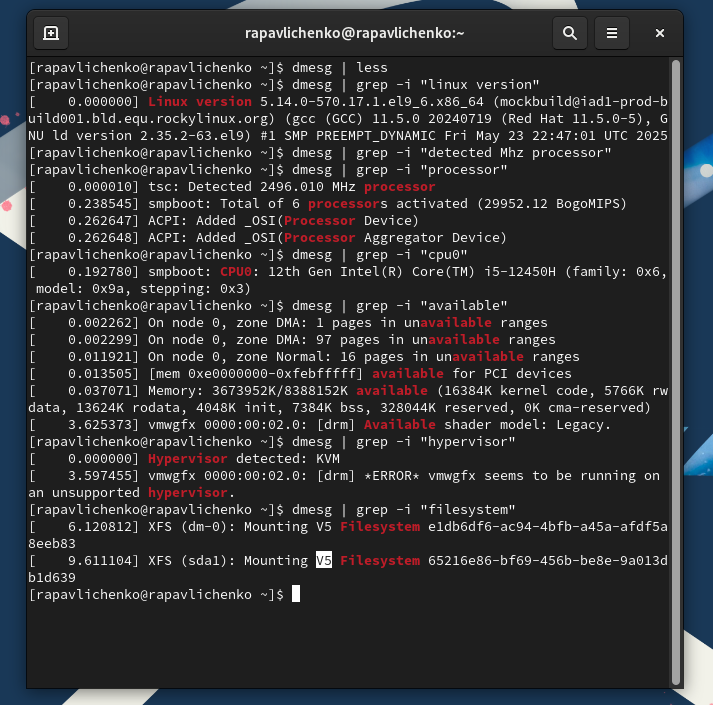 rapavlichenko@rapavlichenko:~
[rapavlichenko@rapavlichenko ~]$ dmesg | less
[rapavlichenko@rapavlichenko ~]$ dmesg | grep -i "linux version"
[    0.000000] Linux version 5.14.0-570.17.1.el9_6.x86_64 (mockbuild@iad1-prod-b
uild001.bld.equ.rockylinux.org) (gcc (GCC) 11.5.0 20240719 (Red Hat 11.5.0-5), G
NU ld version 2.35.2-63.el9) #1 SMP PREEMPT_DYNAMIC Fri May 23 22:47:01 UTC 2025
[rapavlichenko@rapavlichenko ~]$ dmesg | grep -i "detected Mhz processor"
[rapavlichenko@rapavlichenko ~]$ dmesg | grep -i "processor"
[    0.000010] tsc: Detected 2496.010 MHz processor
[    0.238545] smpboot: Total of 6 processors activated (29952.12 BogoMIPS)
[    0.262647] ACPI: Added _OSI(Processor Device)
[    0.262648] ACPI: Added _OSI(Processor Aggregator Device)
[rapavlichenko@rapavlichenko ~]$ dmesg | grep -i "cpu0"
[    0.192780] smpboot: CPU0: 12th Gen Intel(R) Core(TM) i5-12450H (family: 0x6,
 model: 0x9a, stepping: 0x3)
[rapavlichenko@rapavlichenko ~]$ dmesg | grep -i "available"
[    0.002262] On node 0, zone DMA: 1 pages in unavailable ranges
[    0.002299] On node 0, zone DMA: 97 pages in unavailable ranges
[    0.011921] On node 0, zone Normal: 16 pages in unavailable ranges
[    0.013505] [mem 0xe0000000-0xfebfffff] available for PCI devices
[    0.037071] Memory: 3673952K/8388152K available (16384K kernel code, 5766K rw
data, 13624K rodata, 4048K init, 7384K bss, 328044K reserved, 0K cma-reserved)
[    3.625373] vmwgfx 0000:00:02.0: [drm] Available shader model: Legacy.
[rapavlichenko@rapavlichenko ~]$ dmesg | grep -i "hypervisor"
[    0.000000] Hypervisor detected: KVM
[    3.597455] vmwgfx 0000:00:02.0: [drm] *ERROR* vmwgfx seems to be running on
an unsupported hypervisor.
[rapavlichenko@rapavlichenko ~]$ dmesg | grep -i "filesystem"
[    6.120812] XFS (dm-0): Mounting V5 Filesystem e1db6df6-ac94-4bfb-a45a-afdf5a
8eeb83
[    9.611104] XFS (sda1): Mounting V5 Filesystem 65216e86-bf69-456b-be8e-9a013d
b1d639
[rapavlichenko@rapavlichenko ~]$